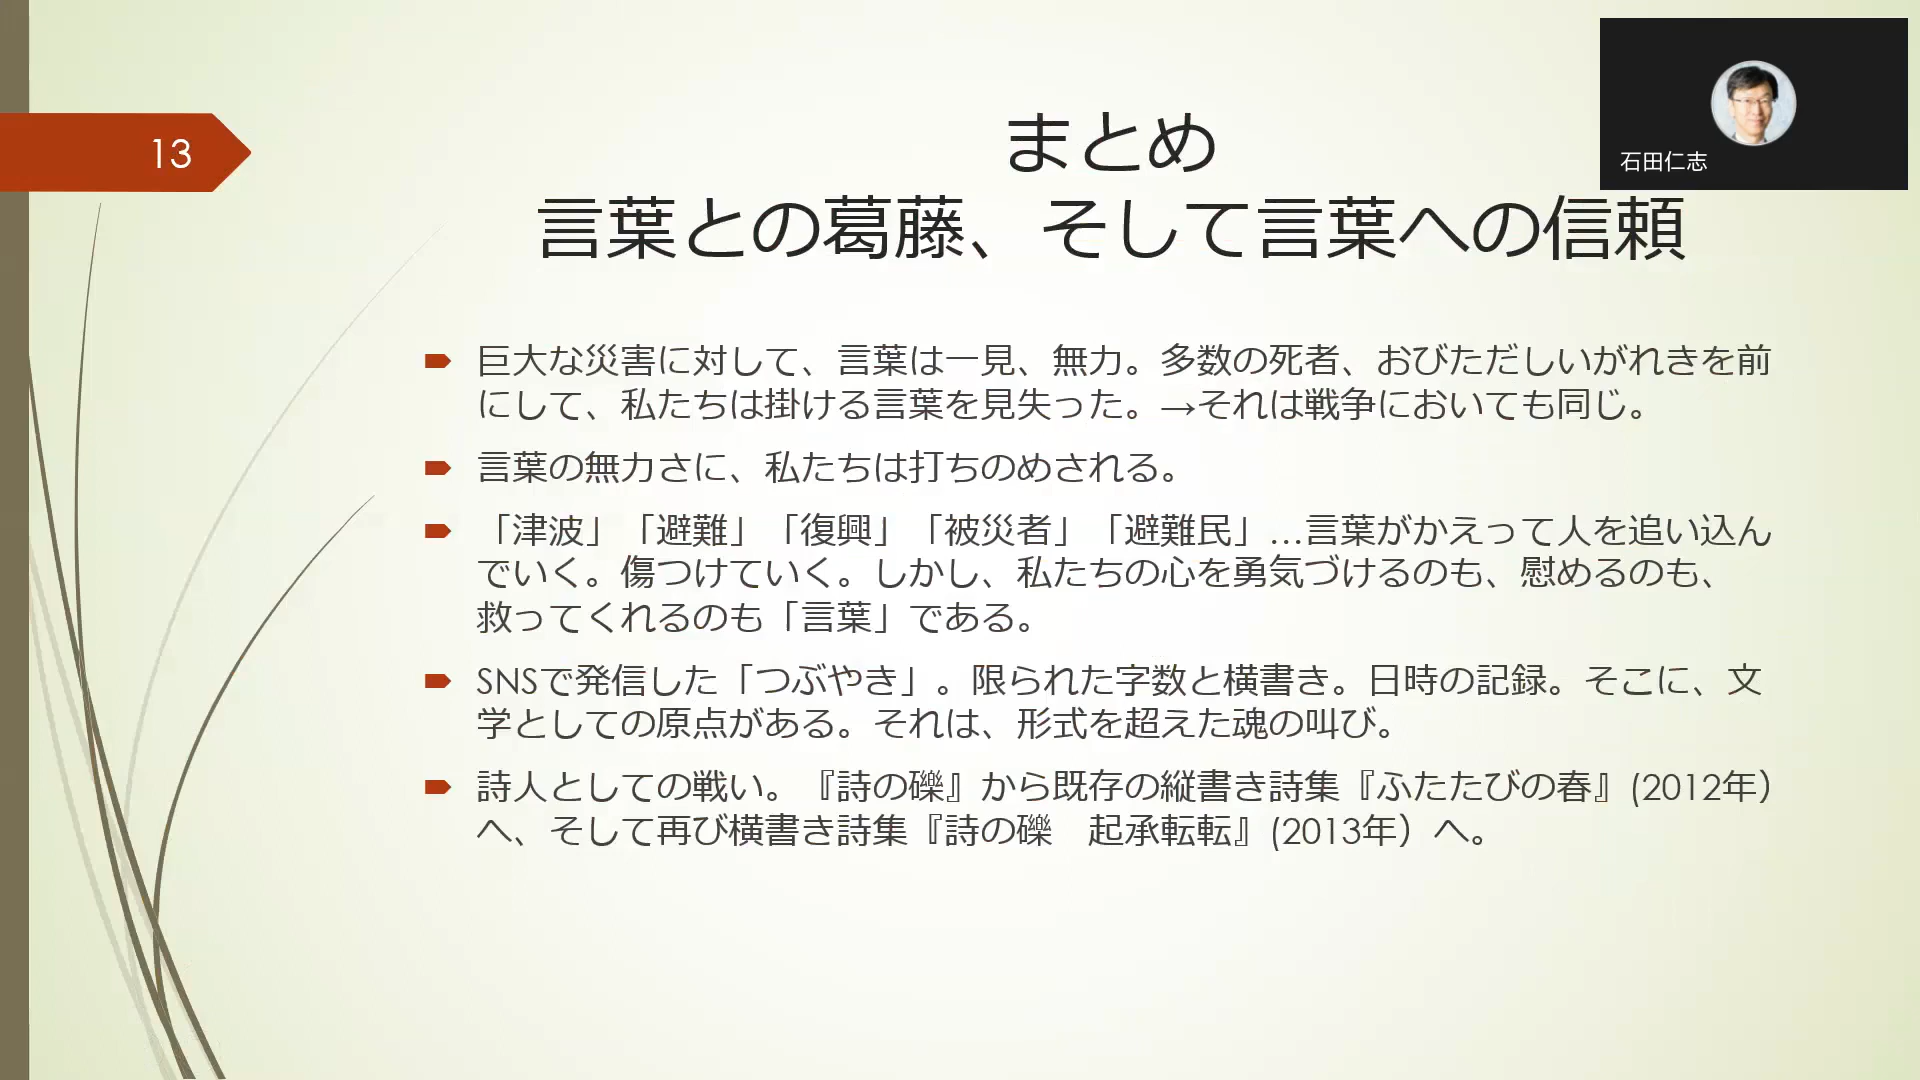 13
まとめ
言葉との葛藤、そして言葉への信頼
石田仁志
巨大な災害に対して、言葉は一見、無力。多数の死者、おびただしいがれきを前
にして、私たちは掛ける言葉を見失った。→それは戦争においても同じ。
言葉の無力さに、私たちは打ちのめされる。
「津波」「避難」「復興」「被災者」「避難民」…言葉がかえって人を追い込ん
でいく。傷つけていく。しかし、私たちの心を勇気づけるのも、慰めるのも、
救ってくれるのも「言葉」である。
SNSで発信した「つぶやき」。限られた字数と横書き。日時の記録。そこに、文
学としての原点がある。それは、形式を超えた魂の叫び。
詩人としての戦い。『詩の礫』から既存の縦書き詩集『ふたたびの春』(2012年）
へ、そして再び横書き詩集『詩の礫　起承転転』(2013年）へ。